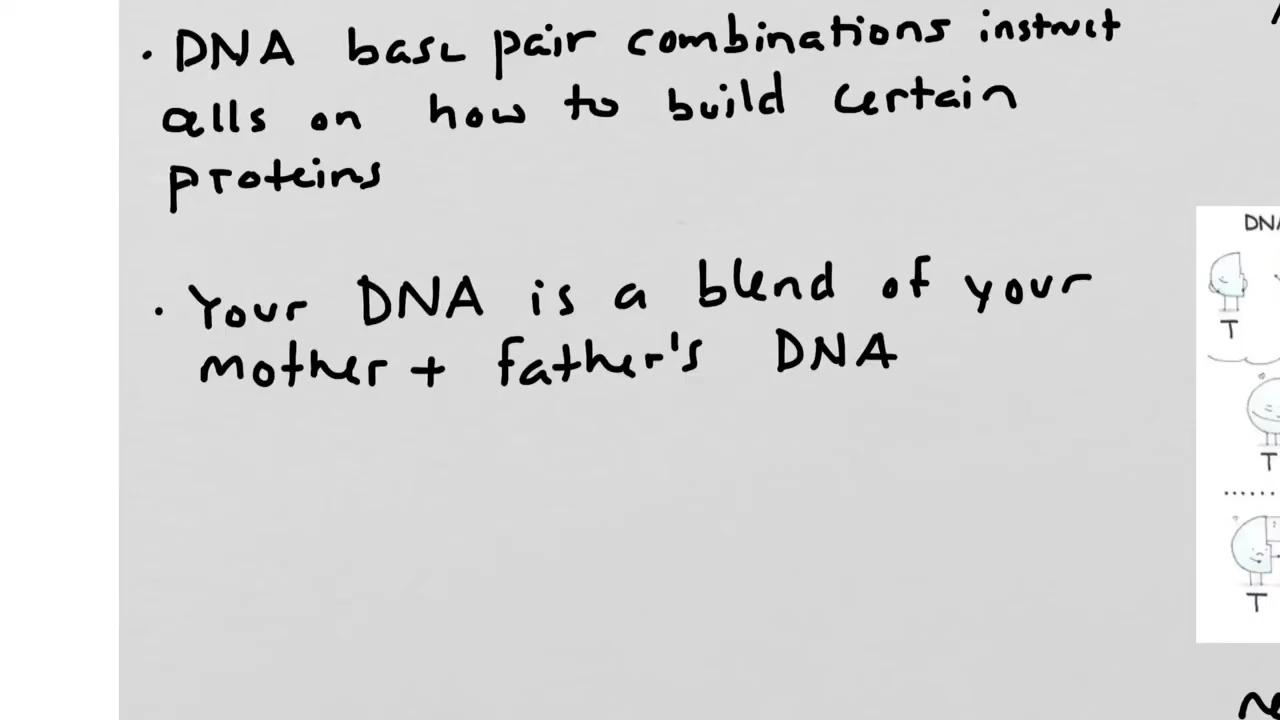 · DNA base pair combinations instruct
cells on how to build certain
proteins
· Your DNA is a blend of your
mother + father's DNA
DNA
T
T
T